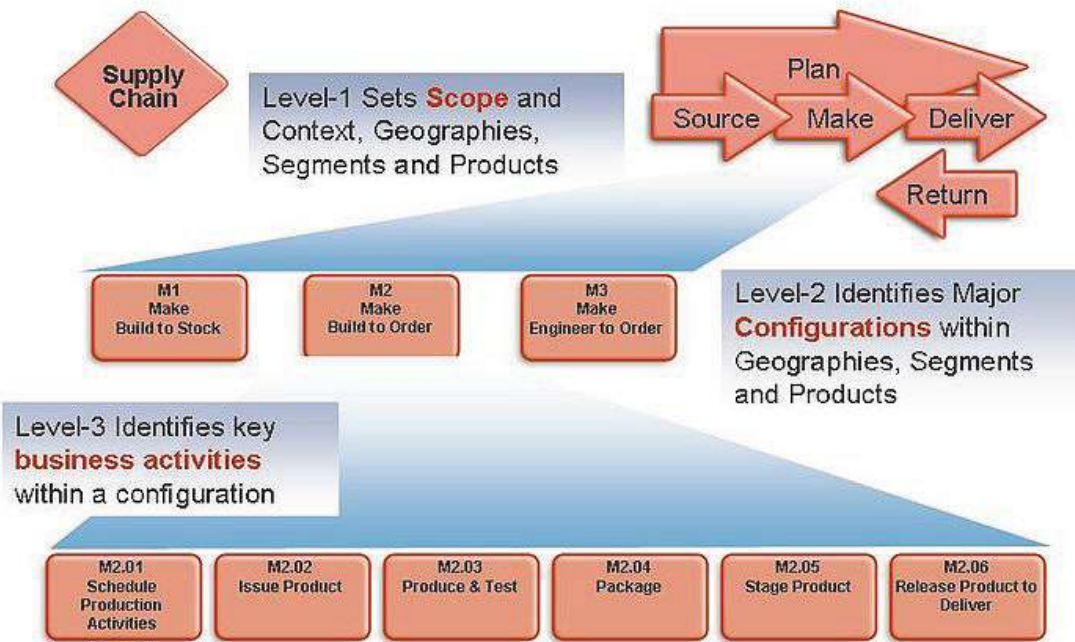 Supply
Chain
Level-1 Sets Scope and
Context, Geographies,
Segments and Products
Plan
Source
Make
Deliver
Return
M1
Make
Build to Stock
M2
Make
Build to Order
M3
Make
Engineer to Order
Level-2 Identifies Major
Configurations within
Geographies, Segments
and Products
Level-3 Identifies key
business activities
within a configuration
M2.01
Schedule
Production
Activities
M2.02
Issue Product
M2.03
Produce & Test
M2.04
Package
M2.05
Stage Product
M2.06
Release Product to
Deliver